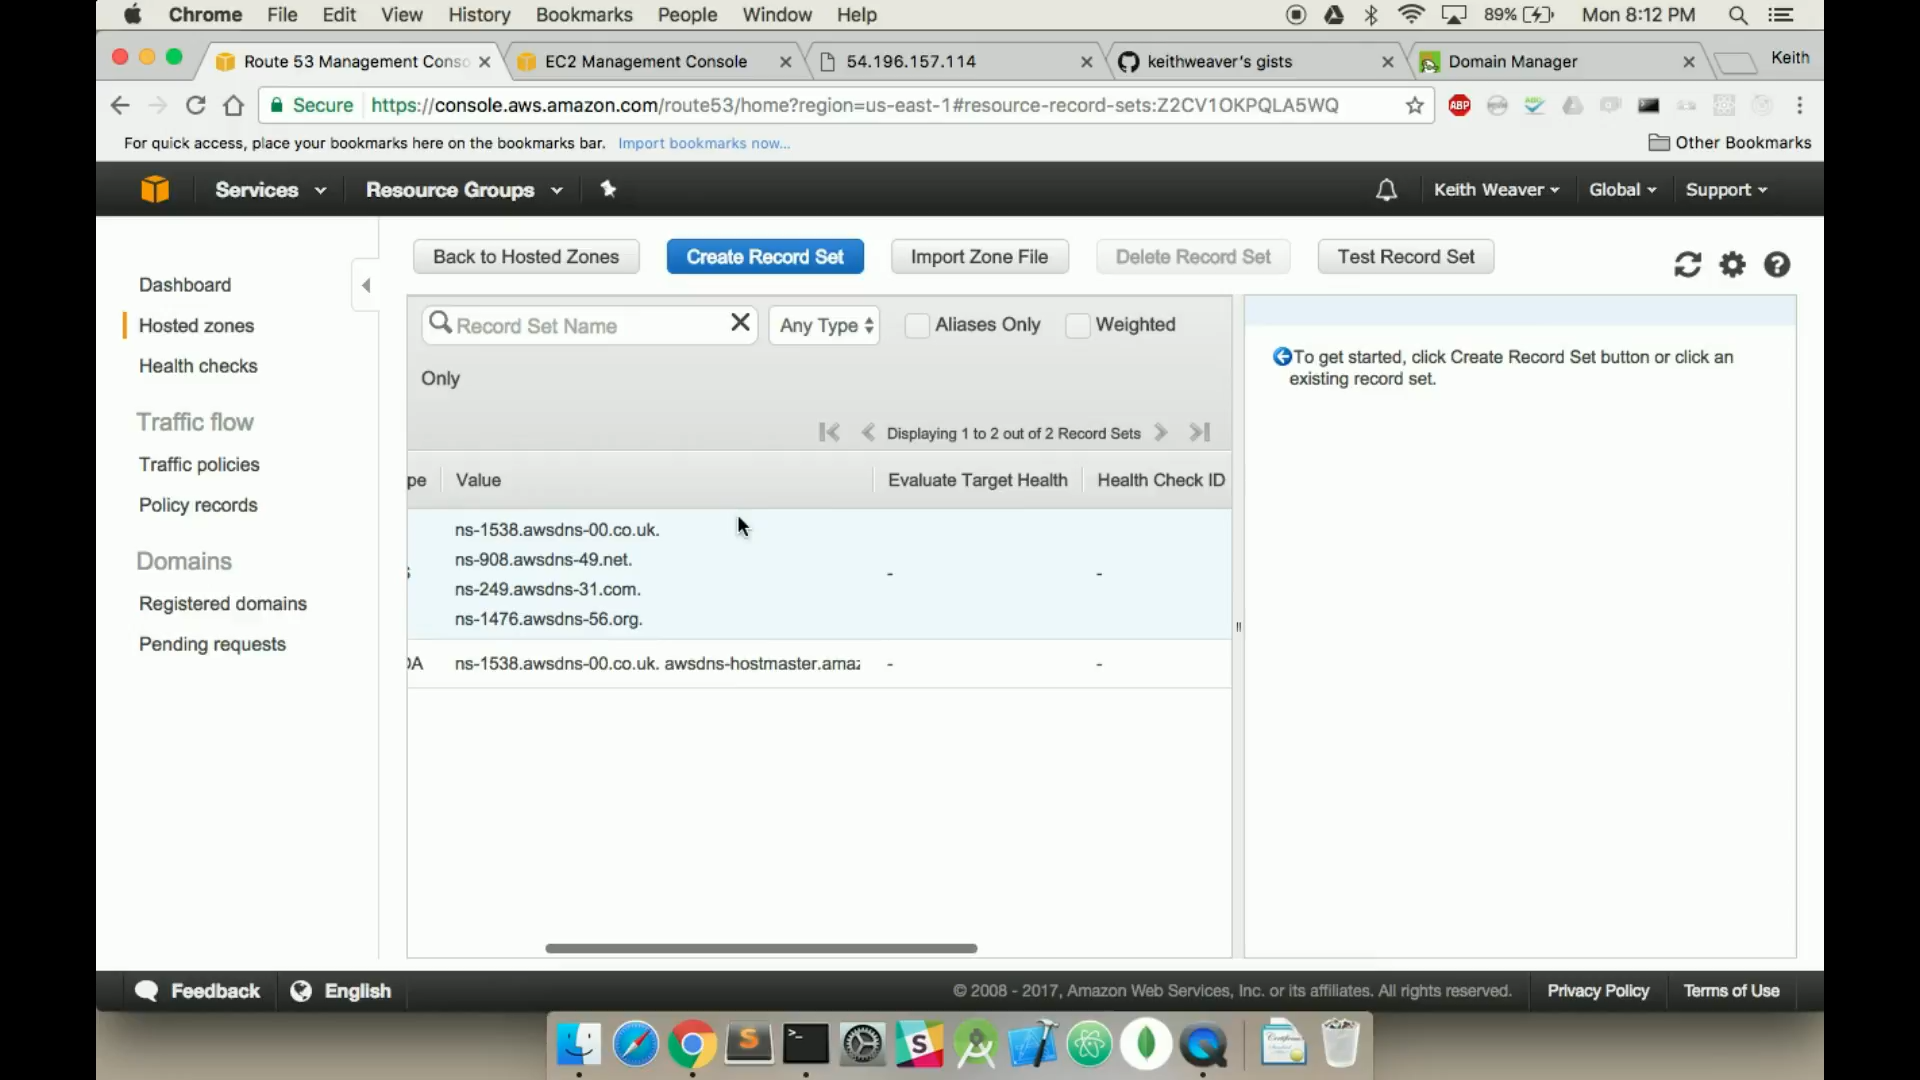 Chrome File Edit View History Bookmarks People Window Help 89% Mon 8:12 PM
Route 53 Management Conso EC2 Management Console 54.196.157.114 keithweaver's gists Domain Manager Keith
Secure https://console.aws.amazon.com/route53/home?region=us-east-1#resource-record-sets:Z2CV1OKPQLA5WQ ABP
For quick access, place your bookmarks here on the bookmarks bar. Import bookmarks now... Other Bookmarks
Services Resource Groups Keith Weaver Global Support
Back to Hosted Zones Create Record Set Import Zone File Delete Record Set Test Record Set
Dashboard
Hosted zones
Health checks
Traffic flow
Traffic policies
Policy records
Domains
Registered domains
Pending requests
Record Set Name Any Type Aliases Only Weighted
Only
Displaying 1 to 2 out of 2 Record Sets
pe Value Evaluate Target Health Health Check ID
ns-1538.awsdns-00.co.uk.
ns-908.awsdns-49.net.
ns-249.awsdns-31.com.
ns-1476.awsdns-56.org.
- -
OA ns-1538.awsdns-00.co.uk. awsdns-hostmaster.amaz - -
To get started, click Create Record Set button or click an
existing record set.
Feedback English © 2008 - 2017, Amazon Web Services, Inc. or its affiliates. All rights reserved. Privacy Policy Terms of Use